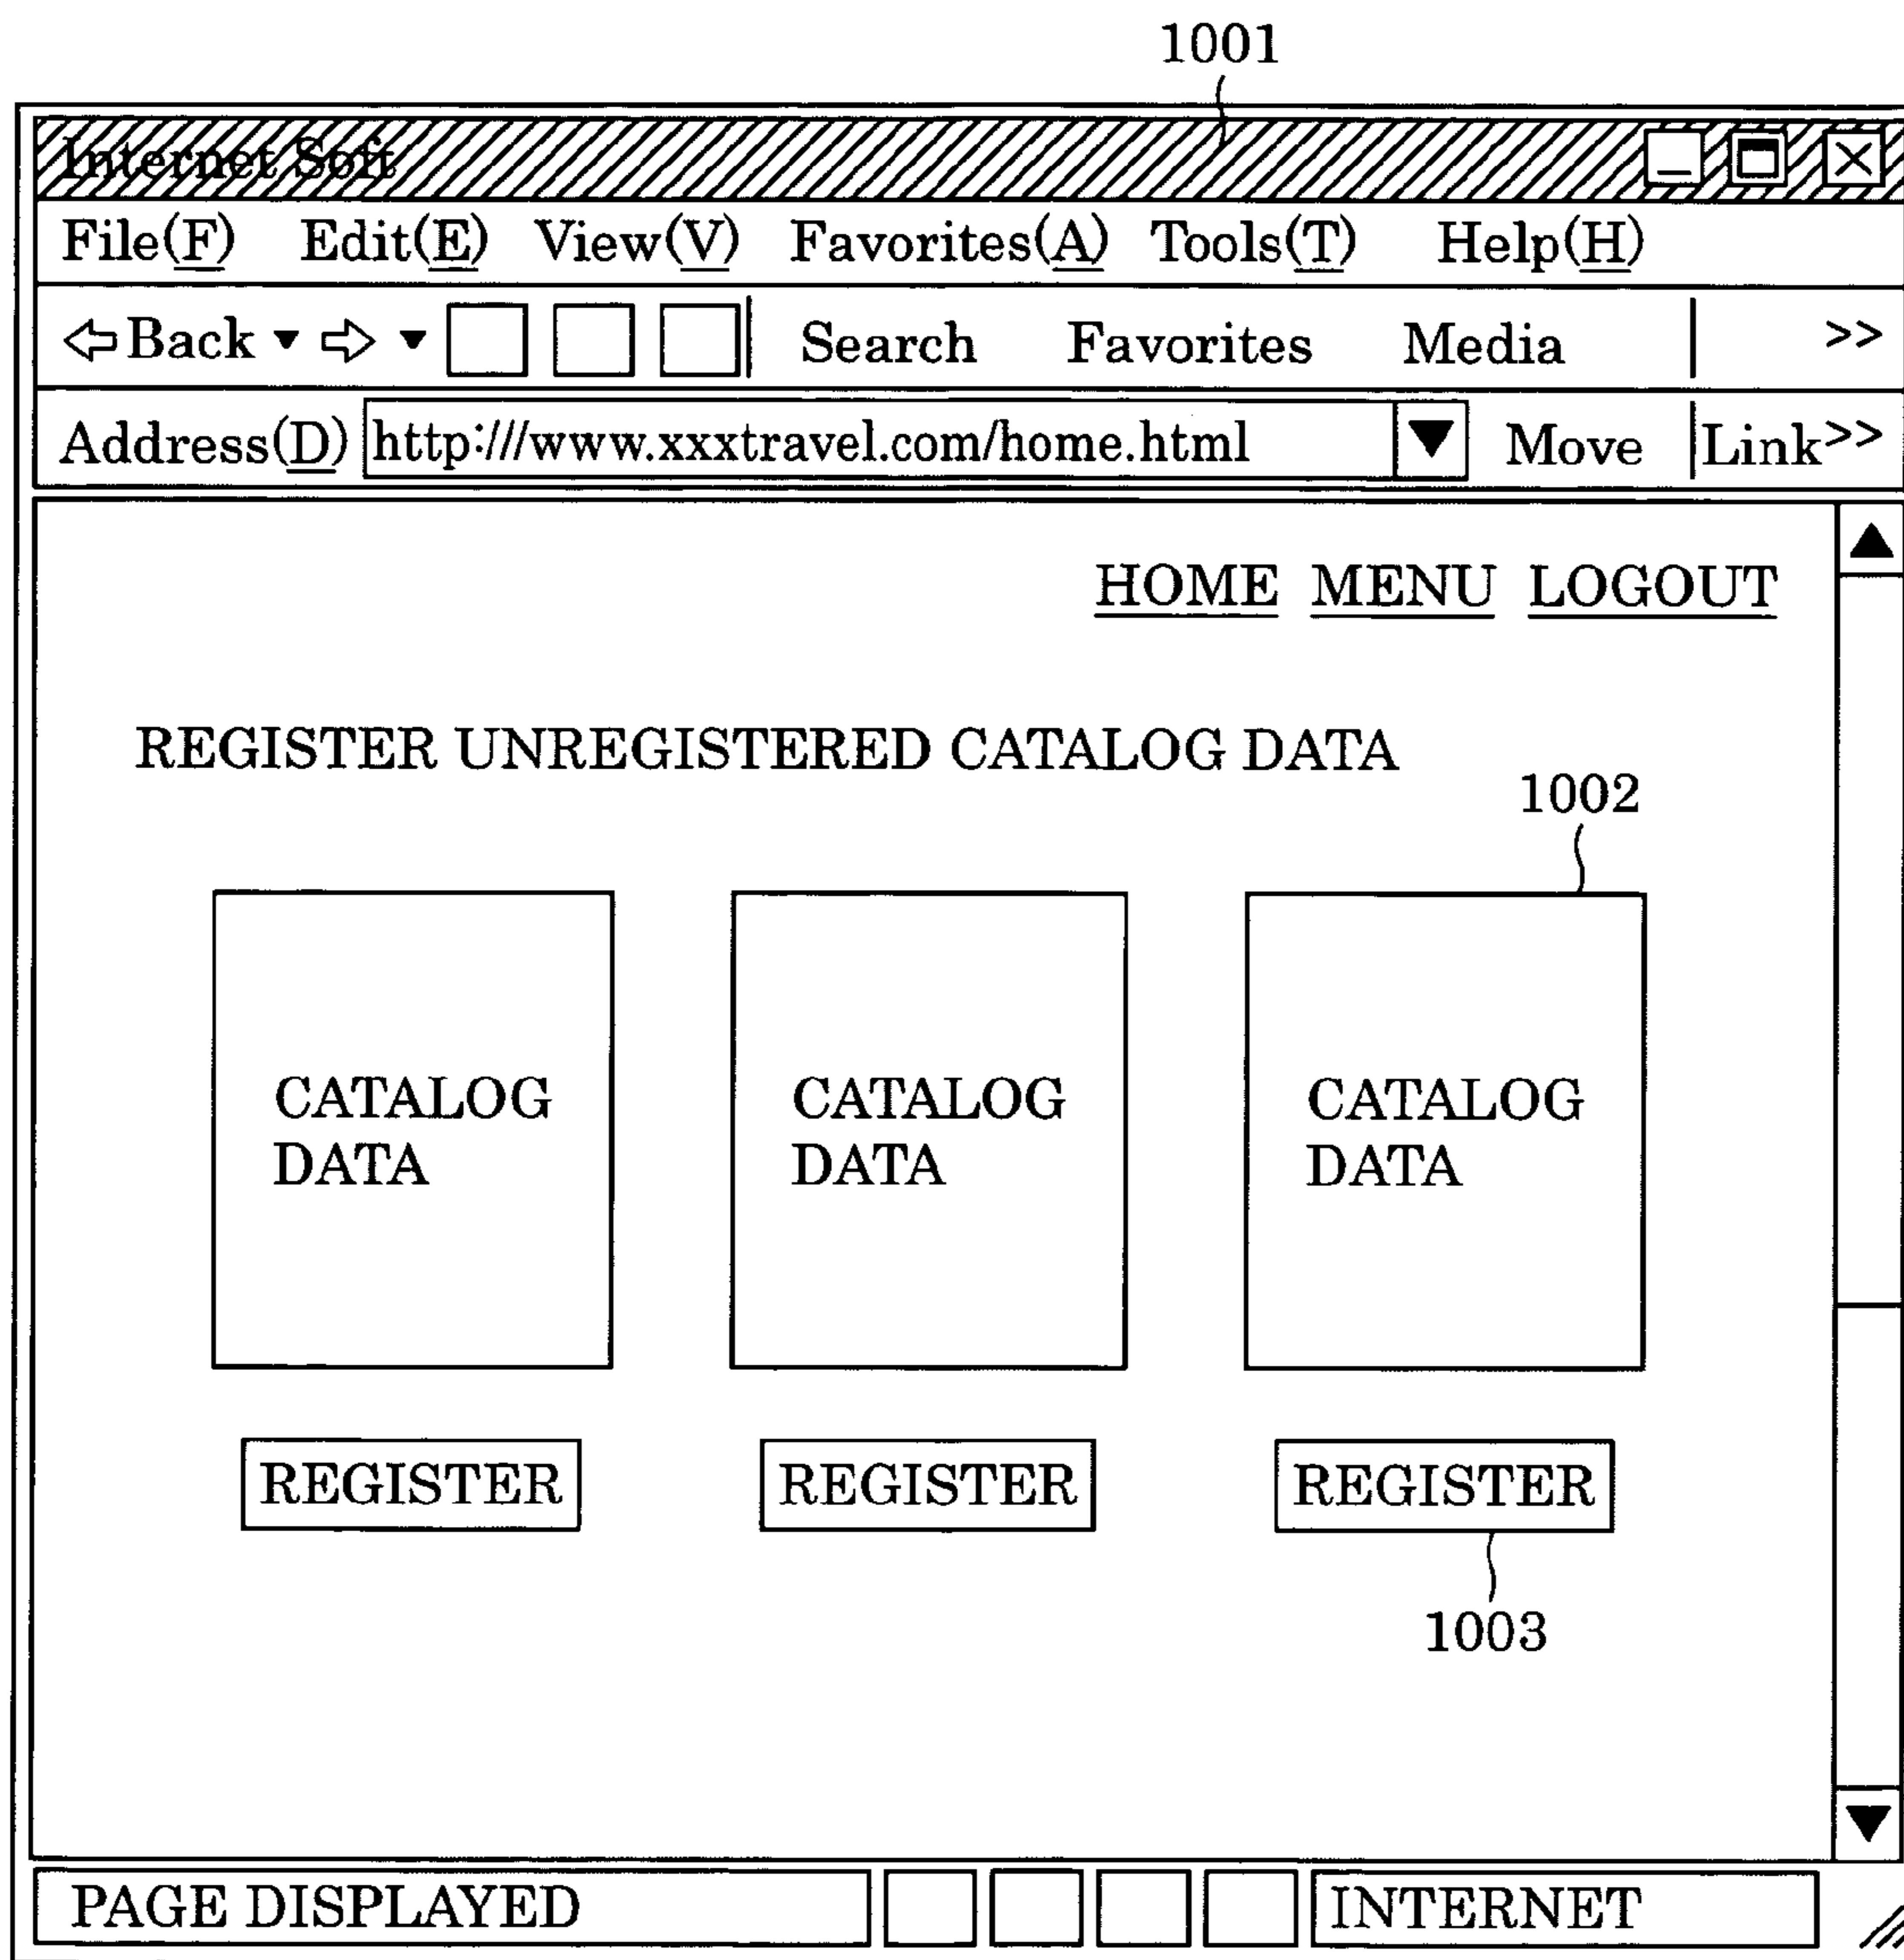 1001
Internet Soft
File(F) Edit(E) View(V) Favorites(A) Tools(T) Help(H)
Back Search Favorites Media >>
Address(D) http:///www.xxxtravel.com/home.html Move Link>>
HOME MENU LOGOUT
REGISTER UNREGISTERED CATALOG DATA
1002
CATALOG CATALOG CATALOG
DATA DATA DATA
REGISTER REGISTER REGISTER
1003
PAGE DISPLAYED INTERNET